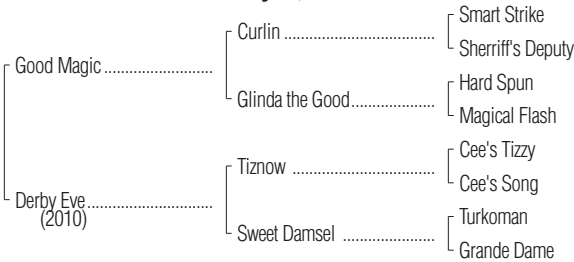 Smart Strike
Curlin ........................................
Sherriff's Deputy
Good Magic ............................
Hard Spun
Glinda the Good......................
Magical Flash
Cee's Tizzy
Tiznow ......................................
Cee's Song
Derby Eve................................
(2010)
Turkoman
Sweet Damsel ........................
Grande Dame